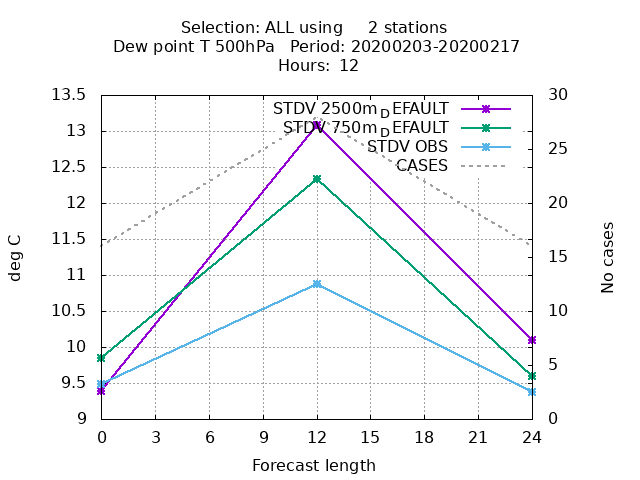 Selection: ALL using 2 stations
Dew point T 500hPa Period: 20200203-20200217
Hours: 12
STDV 2500m_DEFAULT
STDV 750m_DEFAULT
STDV OBS
CASES
deg C
13.5
13
12.5
12
11.5
11
10.5
10
9.5
9
No cases
30
25
20
15
10
5
0
0 3 6 9 12 15 18 21 24
Forecast length